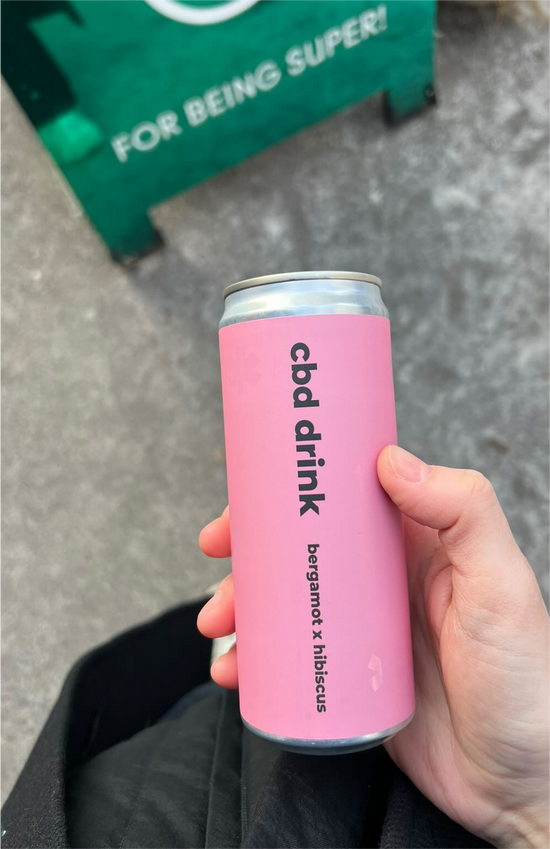 FOR BEING SUPER!
cbd drink
bergamot x hibiscus